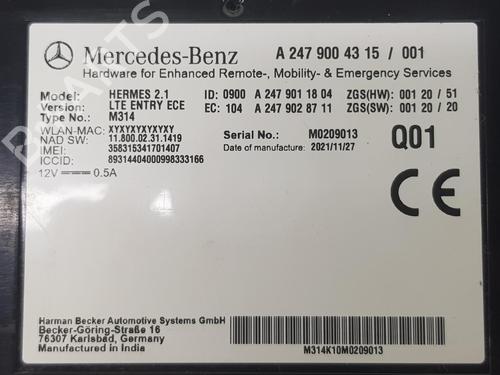 Mercedes-Benz A 247 900 43 15 / 001
Hardware for Enhanced Remote-, Mobility- & Emergency Services
Model: HERMES 2.1 ID: 0900 A 247 901 18 04 ZGS(HW): 001 20 / 51
Version: LTE ENTRY ECE EC: 104 A 247 902 87 11 ZGS(SW): 001 20 / 20
Type No.: M314
WLAN-MAC: XYXYXYXYXYXY Serial No.: M0209013 Q01
NAD SW: 11.800.02.31.1419
IMEI: 358315341701407 Date of manufacture: 2021/11/27
ICCID: 89314404000998333166
12V 0.5A
CE
Harman Becker Automotive Systems GmbH
Becker-Göring-Straße 16
76307 Karlsbad, Germany
Manufactured in India
M314K10M0209013